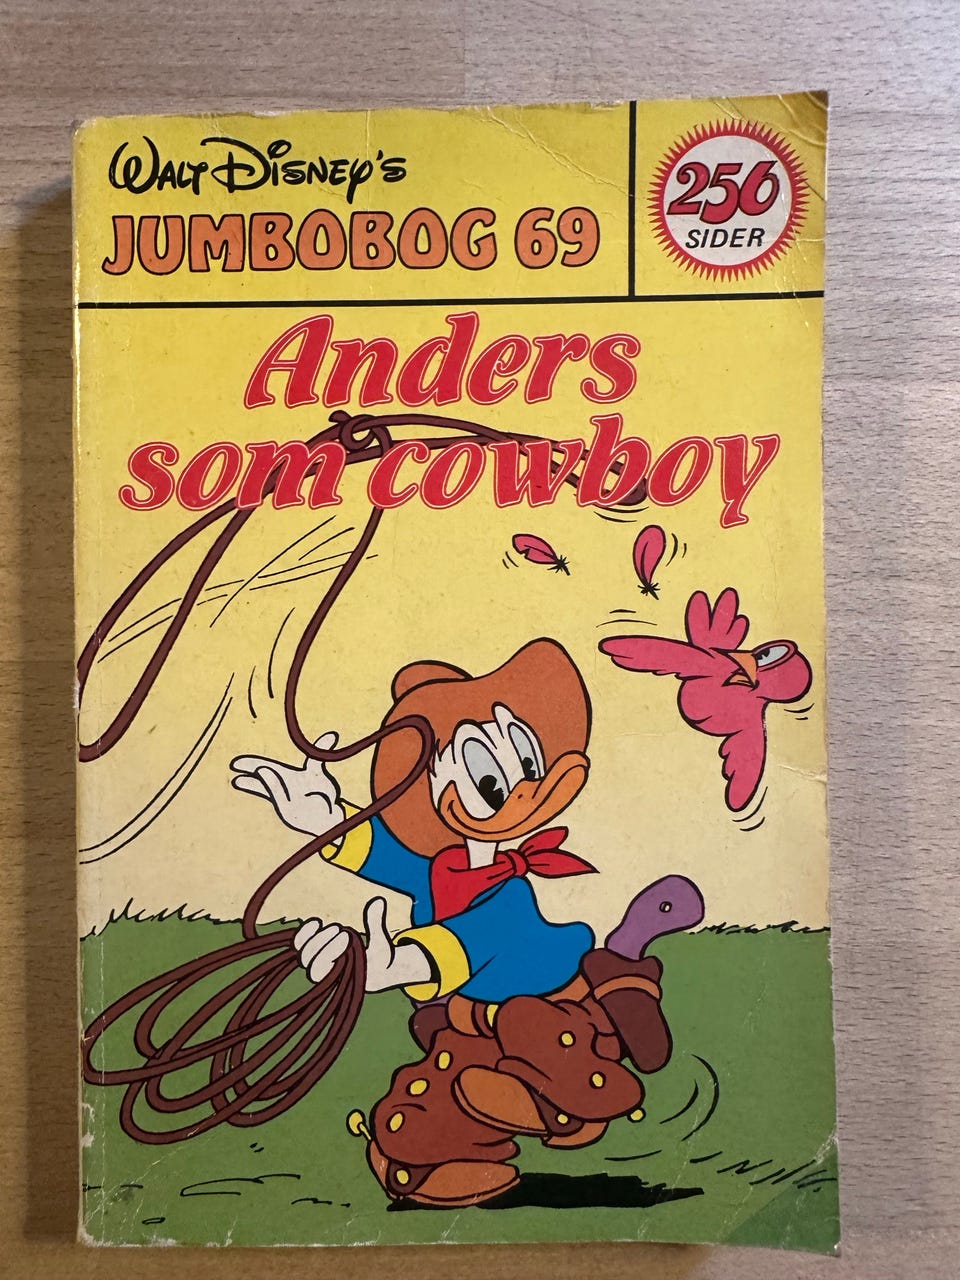 WALT DISNEY'S
JUMBOBOG 69
256
SIDER
Anders
som cowboy